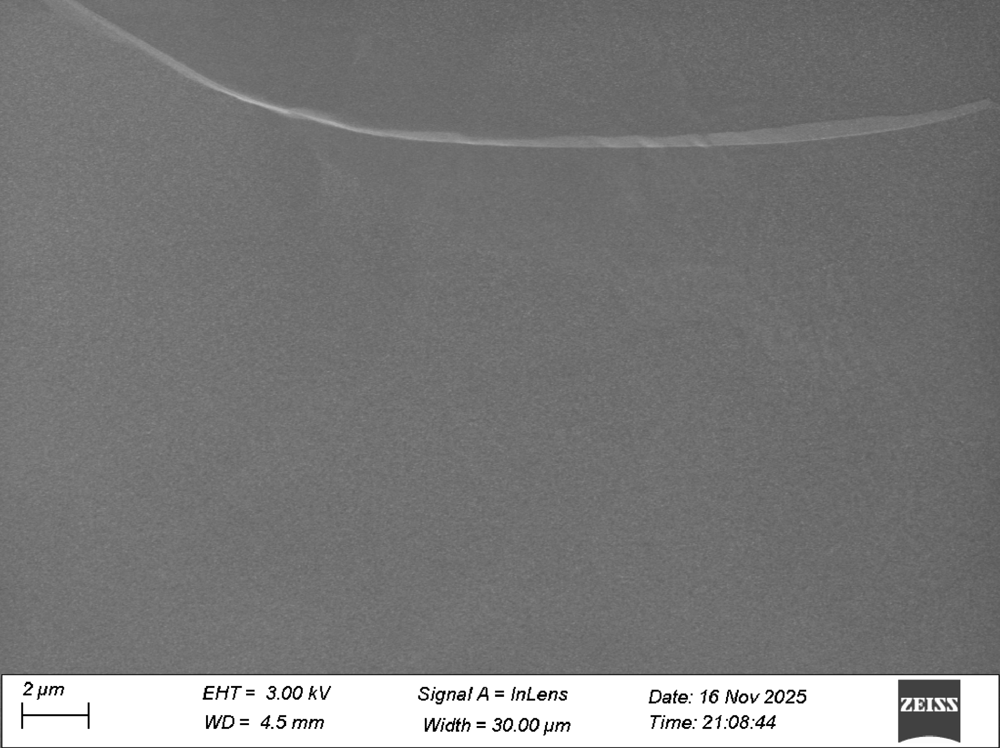 2 µm
EHT = 3.00 kV
WD = 4.5 mm
Signal A = InLens
Width = 30.00 µm
Date: 16 Nov 2025
Time: 21:08:44
ZEISS